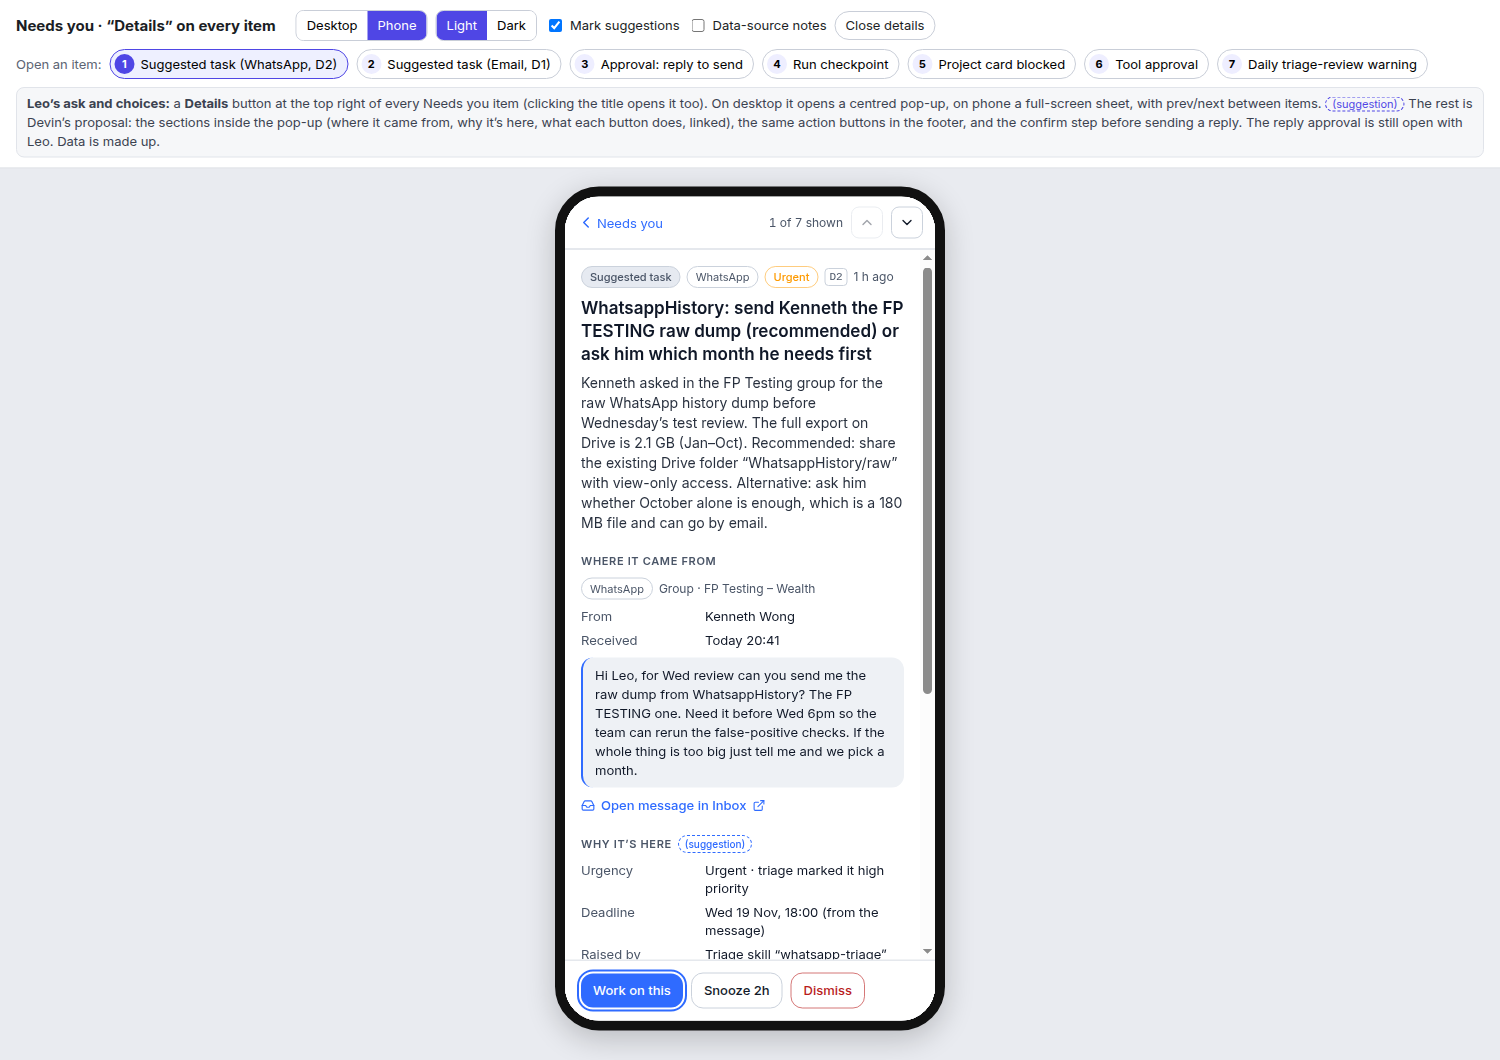 Needs you · “Details” on every item
Desktop Phone Light Dark Mark suggestions Data-source notes Close details
Open an item: 1 Suggested task (WhatsApp, D2) 2 Suggested task (Email, D1) 3 Approval: reply to send 4 Run checkpoint 5 Project card blocked 6 Tool approval 7 Daily triage-review warning
Leo’s ask and choices: a Details button at the top right of every Needs you item (clicking the title opens it too). On desktop it opens a centred pop-up, on phone a full-screen sheet, with prev/next between items. (suggestion) The rest is
Devin’s proposal: the sections inside the pop-up (where it came from, why it’s here, what each button does, linked), the same action buttons in the footer, and the confirm step before sending a reply. The reply approval is still open with
Leo. Data is made up.
Needs you 1 of 7 shown
Suggested task WhatsApp Urgent D2 1 h ago
WhatsappHistory: send Kenneth the FP
TESTING raw dump (recommended) or
ask him which month he needs first
Kenneth asked in the FP Testing group for the
raw WhatsApp history dump before
Wednesday’s test review. The full export on
Drive is 2.1 GB (Jan–Oct). Recommended: share
the existing Drive folder “WhatsappHistory/raw”
with view-only access. Alternative: ask him
whether October alone is enough, which is a 180
MB file and can go by email.
WHERE IT CAME FROM
WhatsApp Group · FP Testing – Wealth
From Kenneth Wong
Received Today 20:41
Hi Leo, for Wed review can you send me the
raw dump from WhatsappHistory? The FP
TESTING one. Need it before Wed 6pm so the
team can rerun the false-positive checks. If the
whole thing is too big just tell me and we pick a
month.
Open message in Inbox
WHY IT’S HERE (suggestion)
Urgency Urgent · triage marked it high
priority
Deadline Wed 19 Nov, 18:00 (from the
message)
Raised by Triage skill “whatsapp-triage”
Work on this Snooze 2h Dismiss